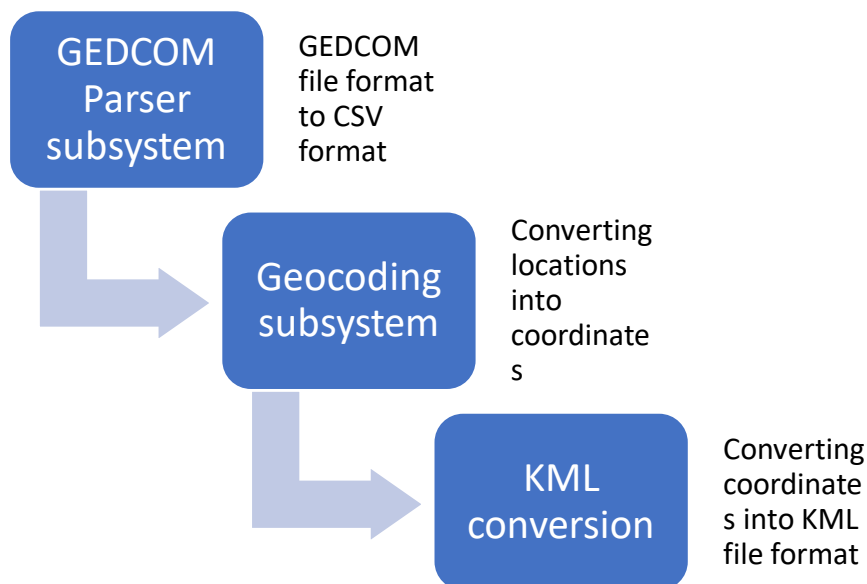 GEDCOM
Parser
subsystem
GEDCOM
file format
to CSV
format
Geocoding
subsystem
Converting
locations
into
coordinate
s
KML
conversion
Converting
coordinate
s into KML
file format